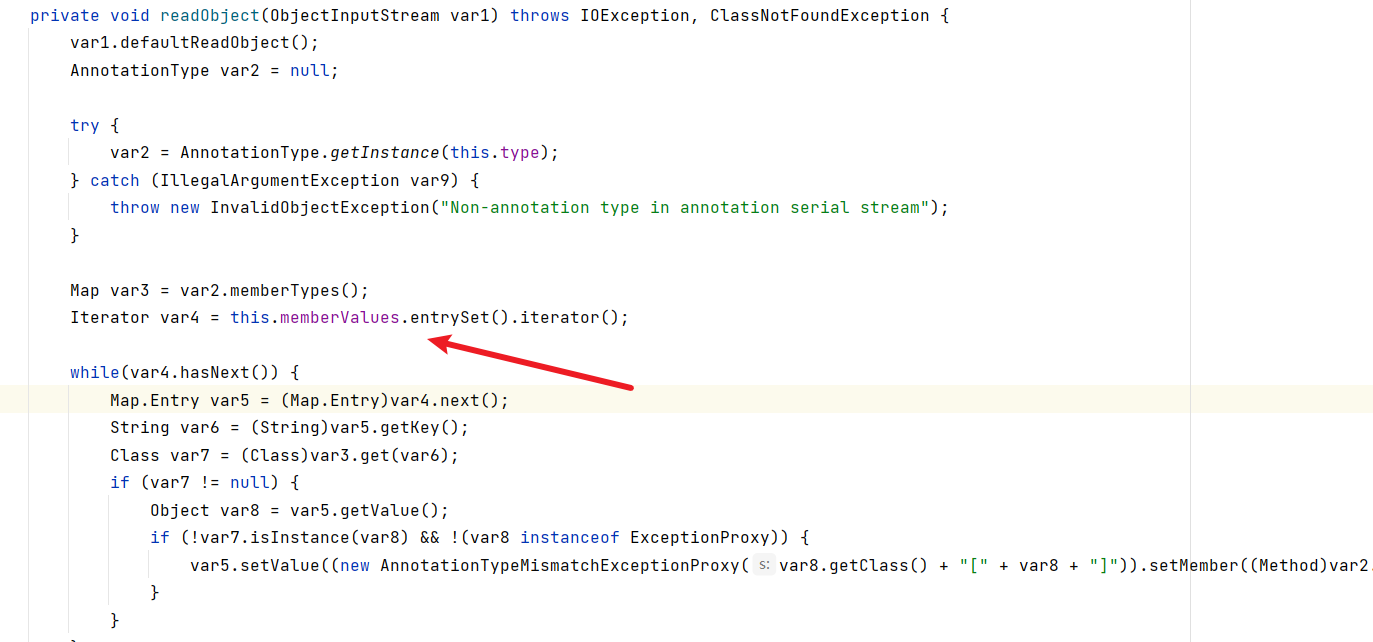 private void readObject(ObjectInputStream var1) throws IOException, ClassNotFoundException {
var1.defaultReadObject();
AnnotationType var2 = null;
try {
var2 = AnnotationType.getInstance(this.type);
} catch (IllegalArgumentException var9) {
throw new InvalidObjectException("Non-annotation type in annotation serial stream");
}
Map var3 = var2.memberTypes();
Iterator var4 = this.memberValues.entrySet().iterator();
while(var4.hasNext()) {
Map.Entry var5 = (Map.Entry)var4.next();
String var6 = (String)var5.getKey();
Class var7 = (Class)var3.get(var6);
if (var7 != null) {
Object var8 = var5.getValue();
if (!var7.isInstance(var8) && !(var8 instanceof ExceptionProxy)) {
var5.setValue((new AnnotationTypeMismatchExceptionProxy( s: var8.getClass() + "[" + var8 + "]")).setMember((Method)var2.
}
}